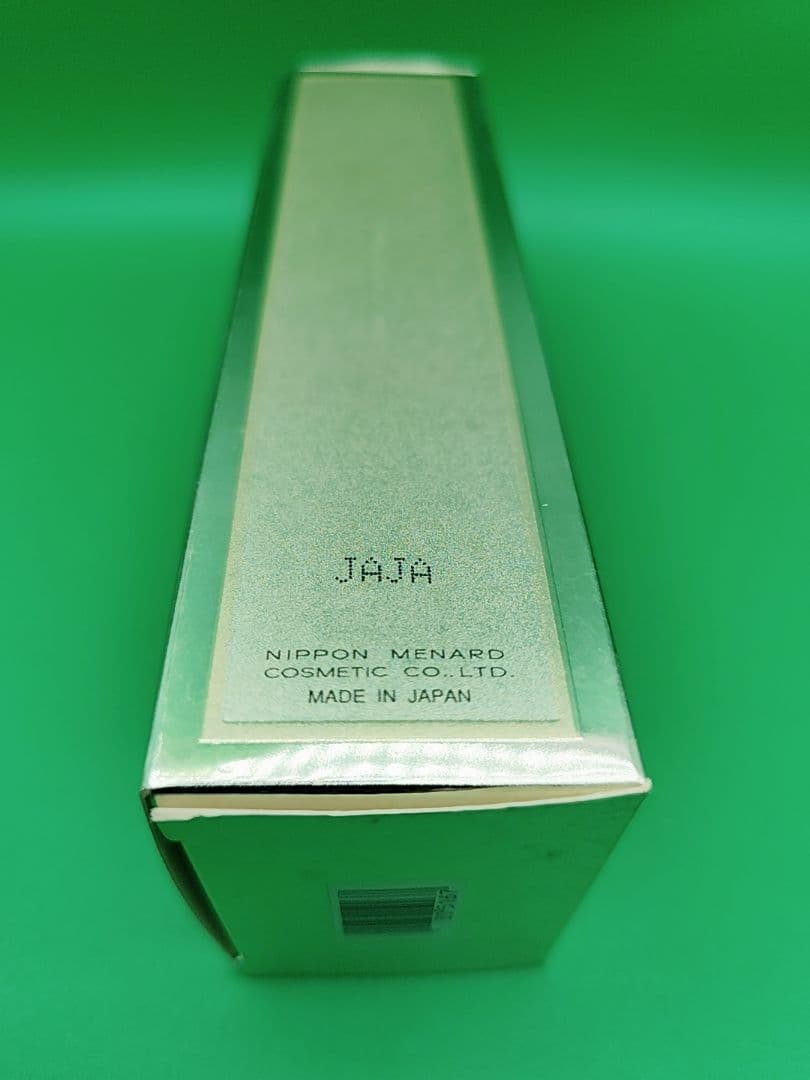 JAJA
NIPPON MENARD
COSMETIC CO.,LTD.
MADE IN JAPAN